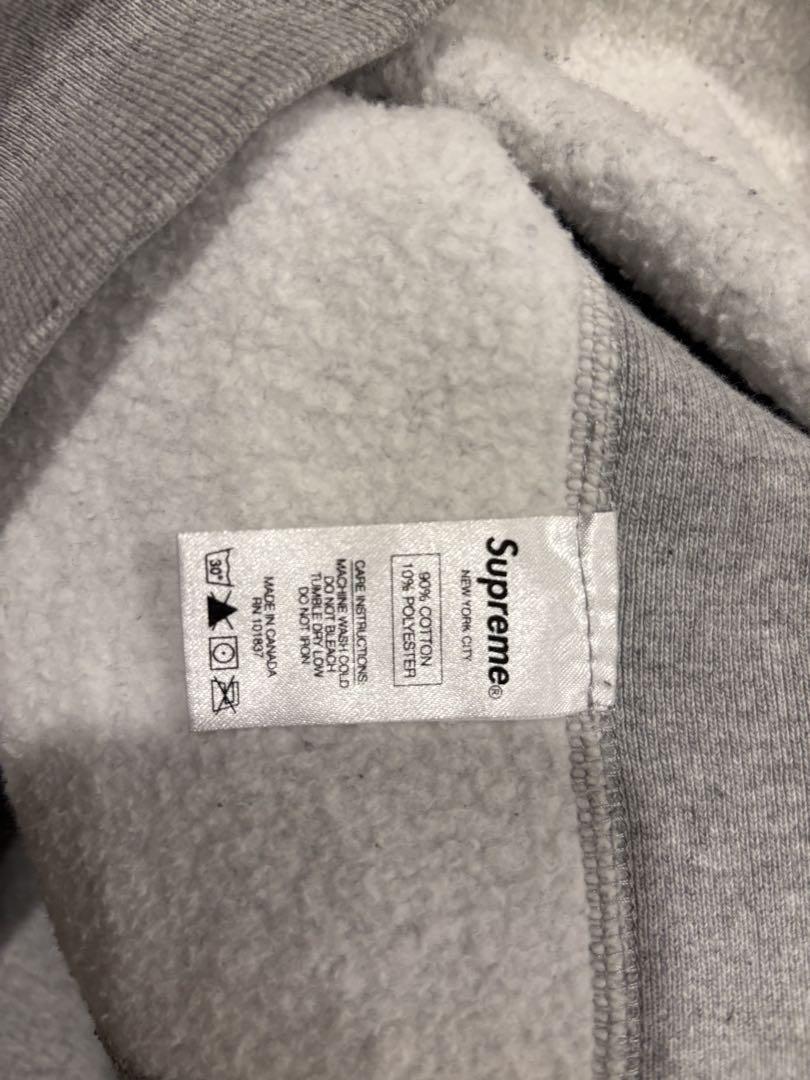 Supreme®
NEW YORK CITY
90% COTTON
10% POLYESTER
CARE INSTRUCTIONS:
MACHINE WASH COLD
DO NOT BLEACH
TUMBLE DRY LOW
DO NOT IRON
MADE IN CANADA
RN 101837
30°